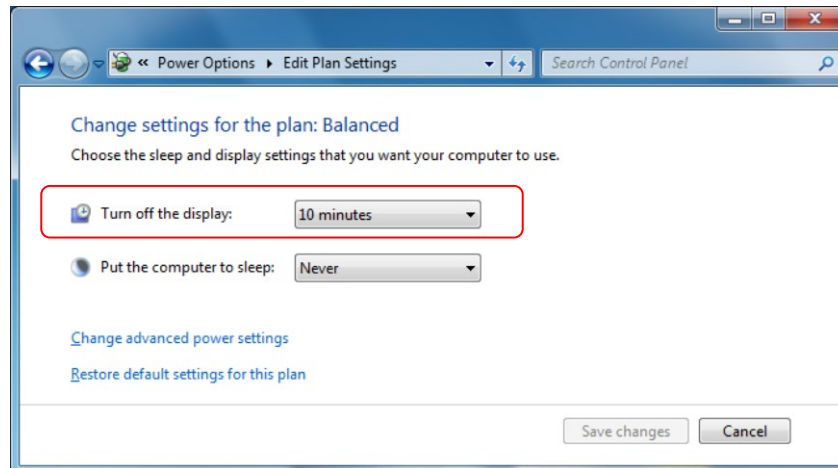 « Power Options ▸ Edit Plan Settings Search Control Panel
Change settings for the plan: Balanced
Choose the sleep and display settings that you want your computer to use.
Turn off the display: 10 minutes
Put the computer to sleep: Never
Change advanced power settings
Restore default settings for this plan
Save changes Cancel